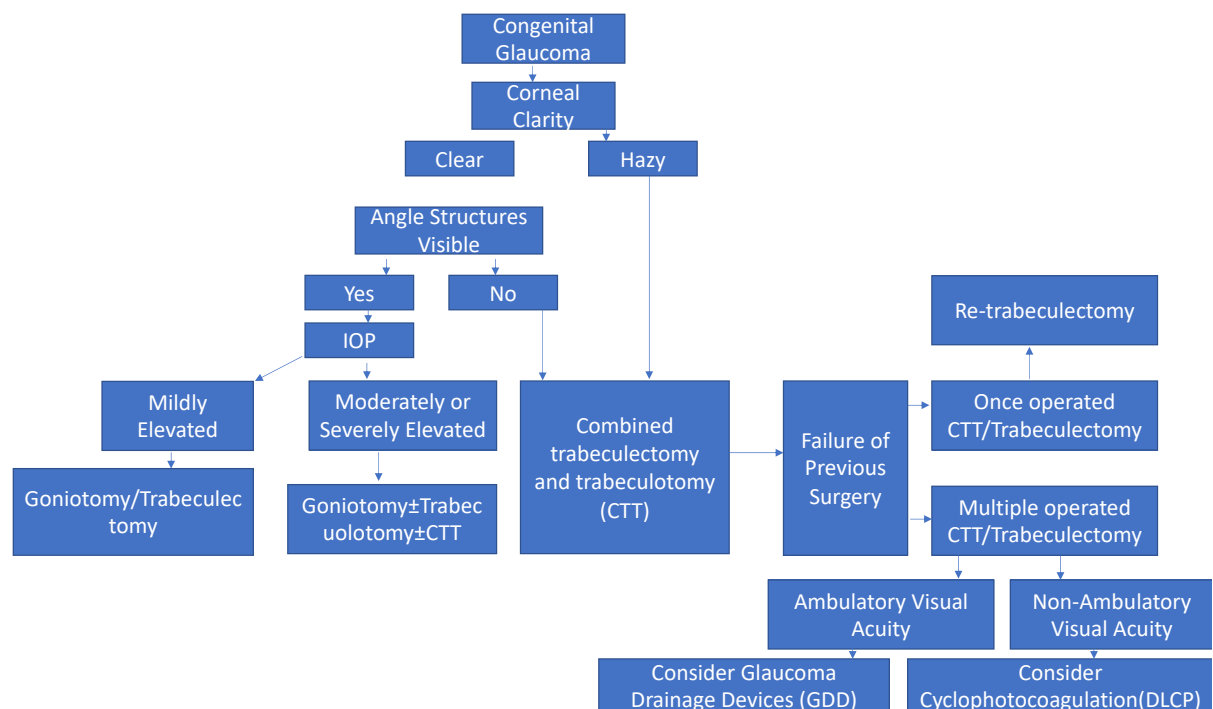 Congenital
Glaucoma
Corneal
Clarity
Clear
Hazy
Angle Structures
Visible
Yes
No
IOP
Mildly
Elevated
Moderately or
Severely Elevated
Goniotomy/Trabeculec
tomy
Goniotomy±Trabec
uolotomy±CTT
Combined
trabeculectomy
and trabeculotomy
(CTT)
Failure of
Previous
Surgery
Re-trabeculectomy
Once operated
CTT/Trabeculectomy
Multiple operated
CTT/Trabeculectomy
Ambulatory Visual
Acuity
Non-Ambulatory
Visual Acuity
Consider Glaucoma
Drainage Devices (GDD)
Consider
Cyclophotocoagulation(DLCP)